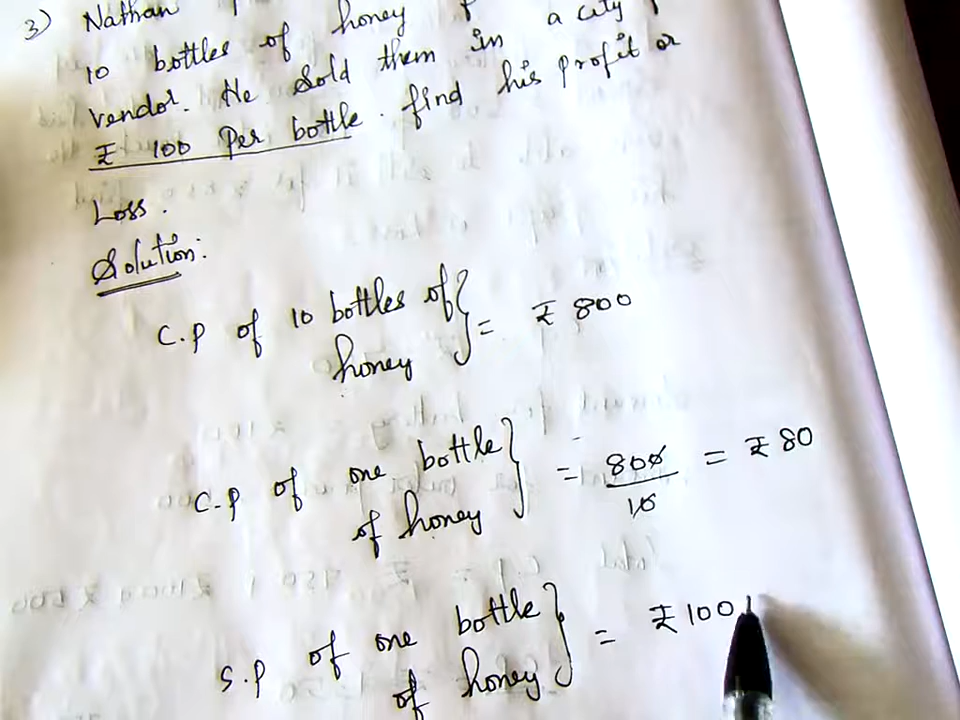 3) Nathan
10 bottles of honey
vendor. He sold them in a city
₹ 100 Per bottle. find his profit or
Loss.
Solution:
C.P of 10 bottles of honey } = ₹ 800
C.P of one bottle of honey } = 800/10 = ₹ 80
S.P of one bottle of honey } = ₹ 100